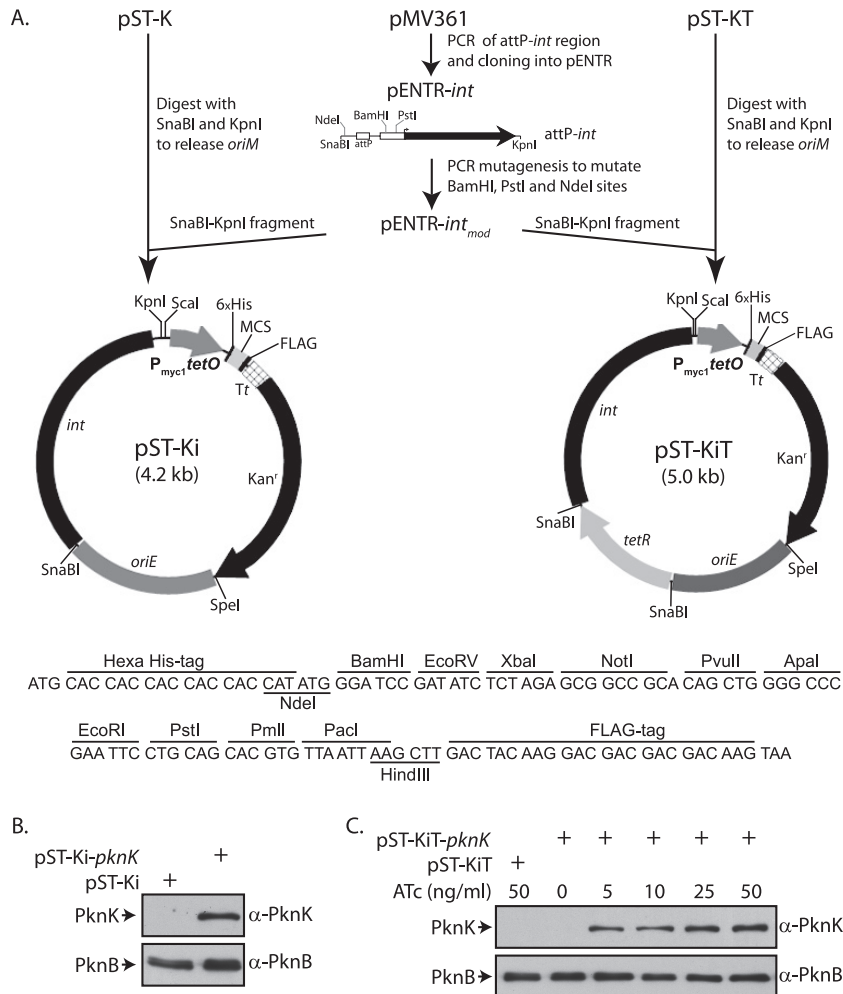 A.
pST-K
pMV361
pST-KT
PCR of attP-int region
and cloning into pENTR
pENTR-int
Digest with
SnaBI and KpnI
to release oriM
NdeI
BamHI
PstI
SnaBI
attP
KpnI
attP-int
PCR mutagenesis to mutate
BamHI, PstI and NdeI sites
Digest with
SnaBI and KpnI
to release oriM
SnaBI-KpnI fragment
pENTR-intmod
SnaBI-KpnI fragment
KpnI
ScaI
6xHis
MCS
FLAG
Pmyc1tetO
Tt
int
pST-Ki
(4.2 kb)
Kanr
SnaBI
oriE
SpeI
KpnI
ScaI
6xHis
MCS
FLAG
Pmyc1tetO
Tt
int
pST-KiT
(5.0 kb)
Kanr
SnaBI
tetR
oriE
SnaBI
SpeI
Hexa His-tag BamHI EcoRV XbaI NotI PvuII ApaI
ATG CAC CAC CAC CAC CAC CAT ATG GGA TCC GAT ATC TCT AGA GCG GCC GCA CAG CTG GGG CCC
NdeI
EcoRI PstI PmlI PacI FLAG-tag
GAA TTC CTG CAG CAC GTG TTA ATT AAG CTT GAC TAC AAG GAC GAC GAC GAC AAG TAA
HindIII
B.
pST-Ki-pknK +
pST-Ki +
PknK α-PknK
PknB α-PknB
C.
pST-KiT-pknK + + + + +
pST-KiT +
ATc (ng/ml) 50 0 5 10 25 50
PknK α-PknK
PknB α-PknB